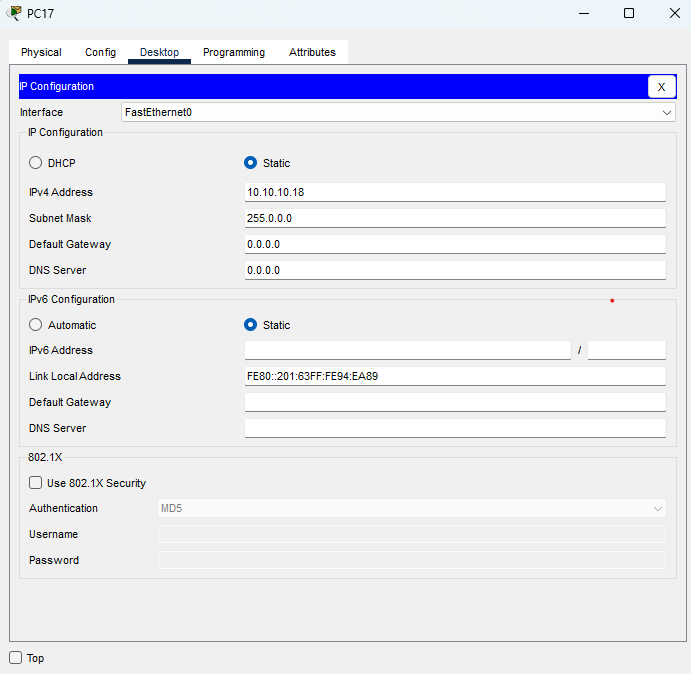 PC17
Physical Config Desktop Programming Attributes
IP Configuration X
Interface FastEthernet0
IP Configuration
DHCP Static
IPv4 Address 10.10.10.18
Subnet Mask 255.0.0.0
Default Gateway 0.0.0.0
DNS Server 0.0.0.0
IPv6 Configuration
Automatic Static
IPv6 Address /
Link Local Address FE80::201:63FF:FE94:EA89
Default Gateway
DNS Server
802.1X
Use 802.1X Security
Authentication MD5
Username
Password
Top